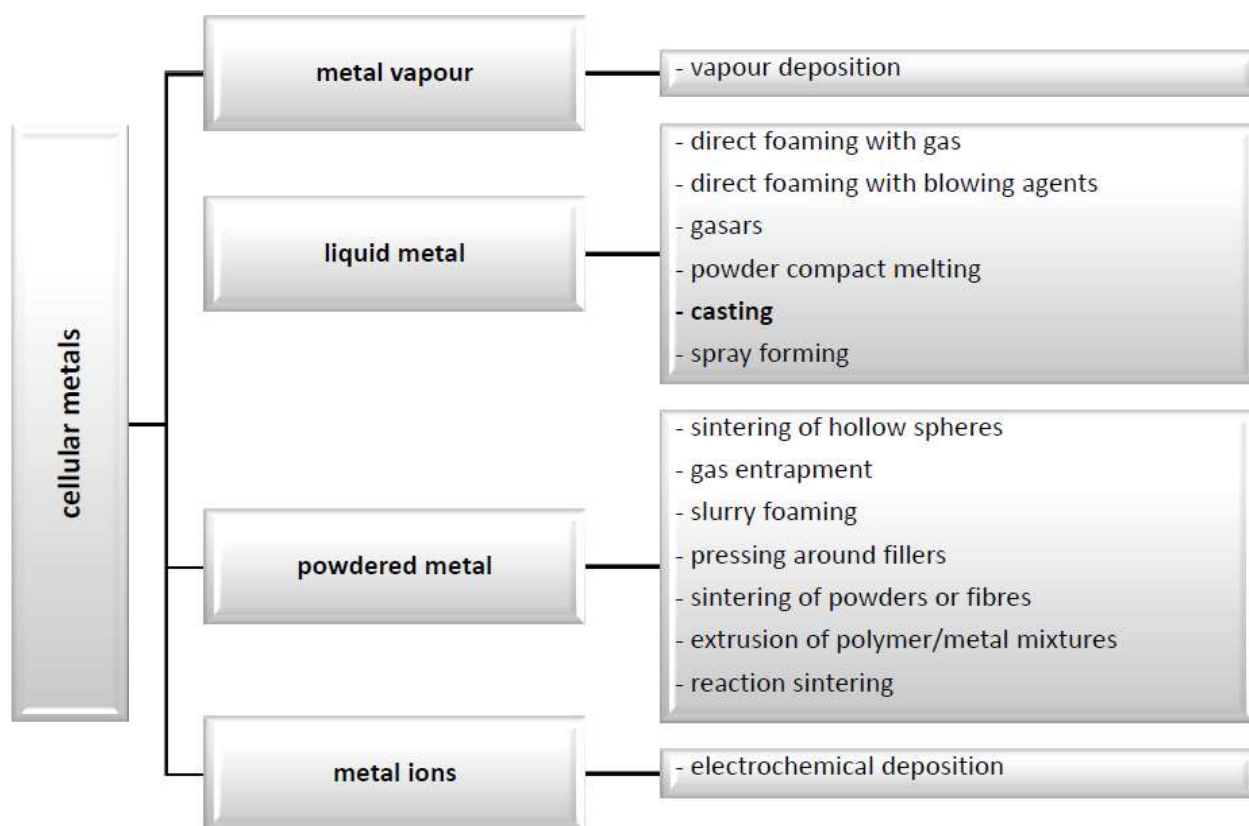 cellular metals
metal vapour
- vapour deposition
liquid metal
- direct foaming with gas
- direct foaming with blowing agents
- gasars
- powder compact melting
- casting
- spray forming
powdered metal
- sintering of hollow spheres
- gas entrapment
- slurry foaming
- pressing around fillers
- sintering of powders or fibres
- extrusion of polymer/metal mixtures
- reaction sintering
metal ions
- electrochemical deposition